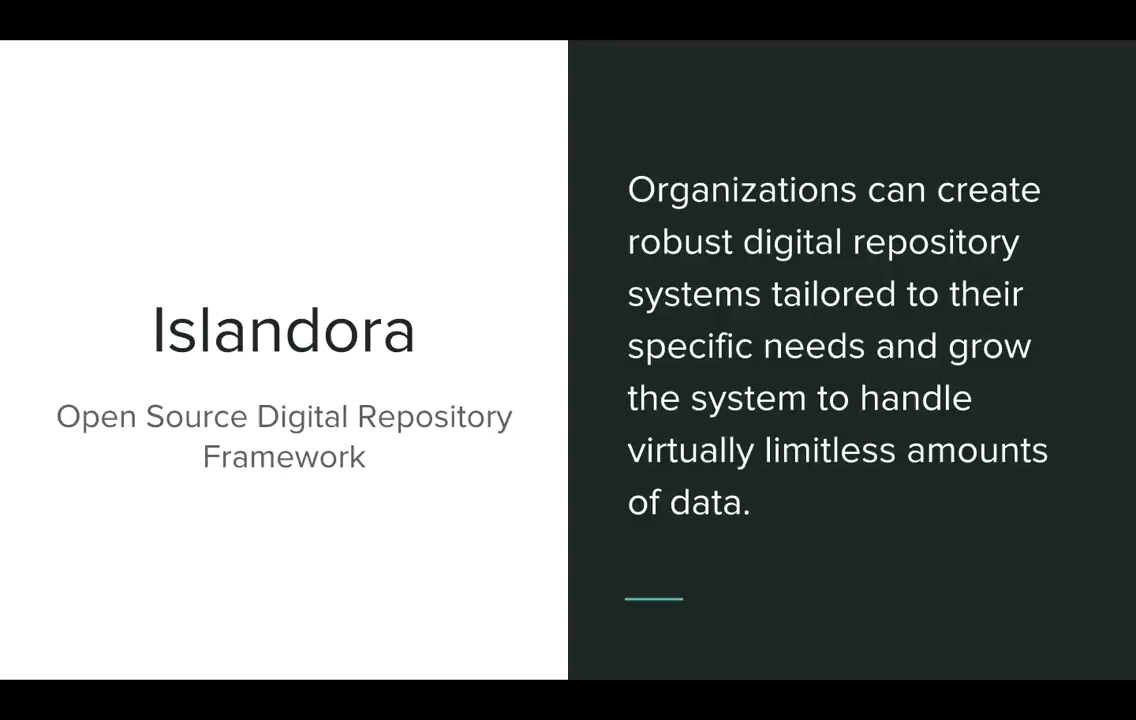 Islandora
Open Source Digital Repository
Framework
Organizations can create
robust digital repository
systems tailored to their
specific needs and grow
the system to handle
virtually limitless amounts
of data.